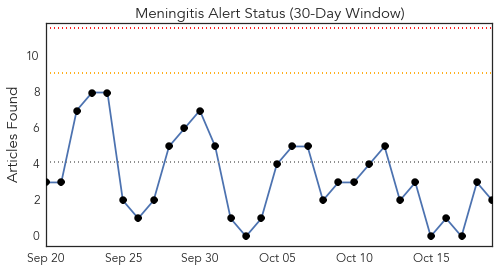 Meningitis Alert Status (30-Day Window)
Articles Found
10
8
6
4
2
0
Sep 20 Sep 25 Sep 30 Oct 05 Oct 10 Oct 15